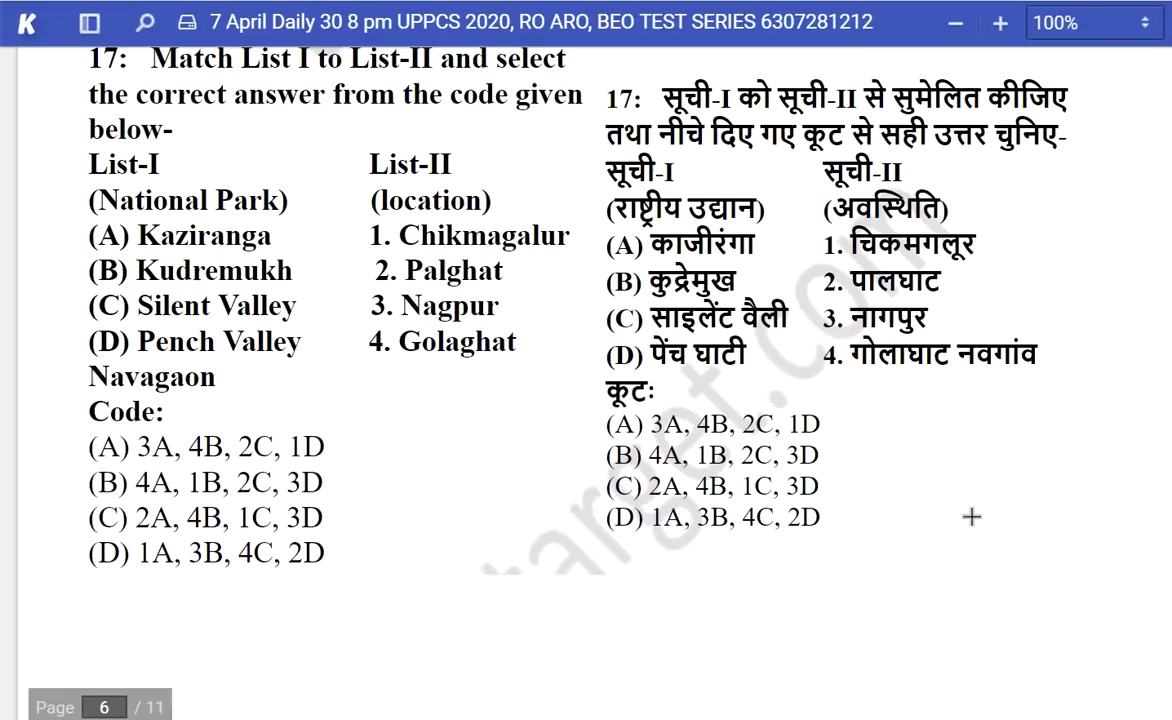 7 April Daily 30 8 pm UPPCS 2020, RO ARO, BEO TEST SERIES 6307281212
100%
17: Match List I to List-II and select
the correct answer from the code given
below-
List-I List-II
(National Park) (location)
(A) Kaziranga 1. Chikmagalur
(B) Kudremukh 2. Palghat
(C) Silent Valley 3. Nagpur
(D) Pench Valley 4. Golaghat
Navagaon
Code:
(A) 3A, 4B, 2C, 1D
(B) 4A, 1B, 2C, 3D
(C) 2A, 4B, 1C, 3D
(D) 1A, 3B, 4C, 2D
17: सूची-I को सूची-II से सुमेलित कीजिए
तथा नीचे दिए गए कूट से सही उत्तर चुनिए-
सूची-I सूची-II
(राष्ट्रीय उद्यान) (अवस्थिति)
(A) काजीरंगा 1. चिकमगलूर
(B) कुद्रेमुख 2. पालघाट
(C) साइलेंट वैली 3. नागपुर
(D) पेंच घाटी 4. गोलाघाट नवगांव
कूटः
(A) 3A, 4B, 2C, 1D
(B) 4A, 1B, 2C, 3D
(C) 2A, 4B, 1C, 3D
(D) 1A, 3B, 4C, 2D
target.com
Page 6 / 11